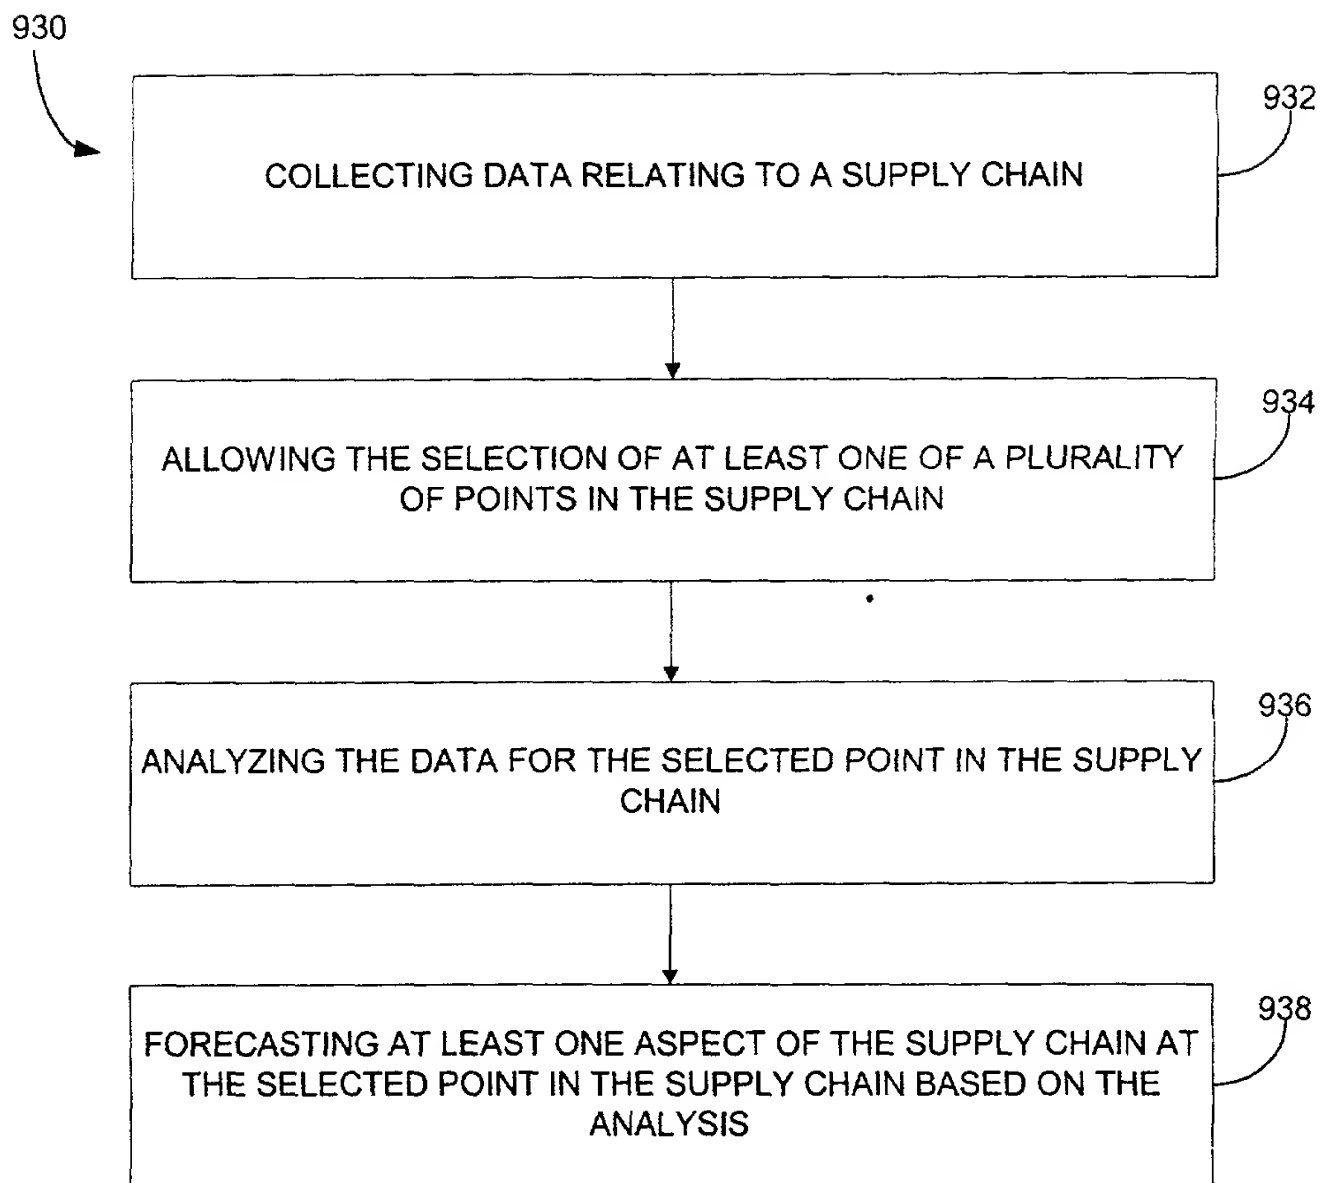 930
932
COLLECTING DATA RELATING TO A SUPPLY CHAIN
934
ALLOWING THE SELECTION OF AT LEAST ONE OF A PLURALITY
OF POINTS IN THE SUPPLY CHAIN
936
ANALYZING THE DATA FOR THE SELECTED POINT IN THE SUPPLY
CHAIN
938
FORECASTING AT LEAST ONE ASPECT OF THE SUPPLY CHAIN AT
THE SELECTED POINT IN THE SUPPLY CHAIN BASED ON THE
ANALYSIS